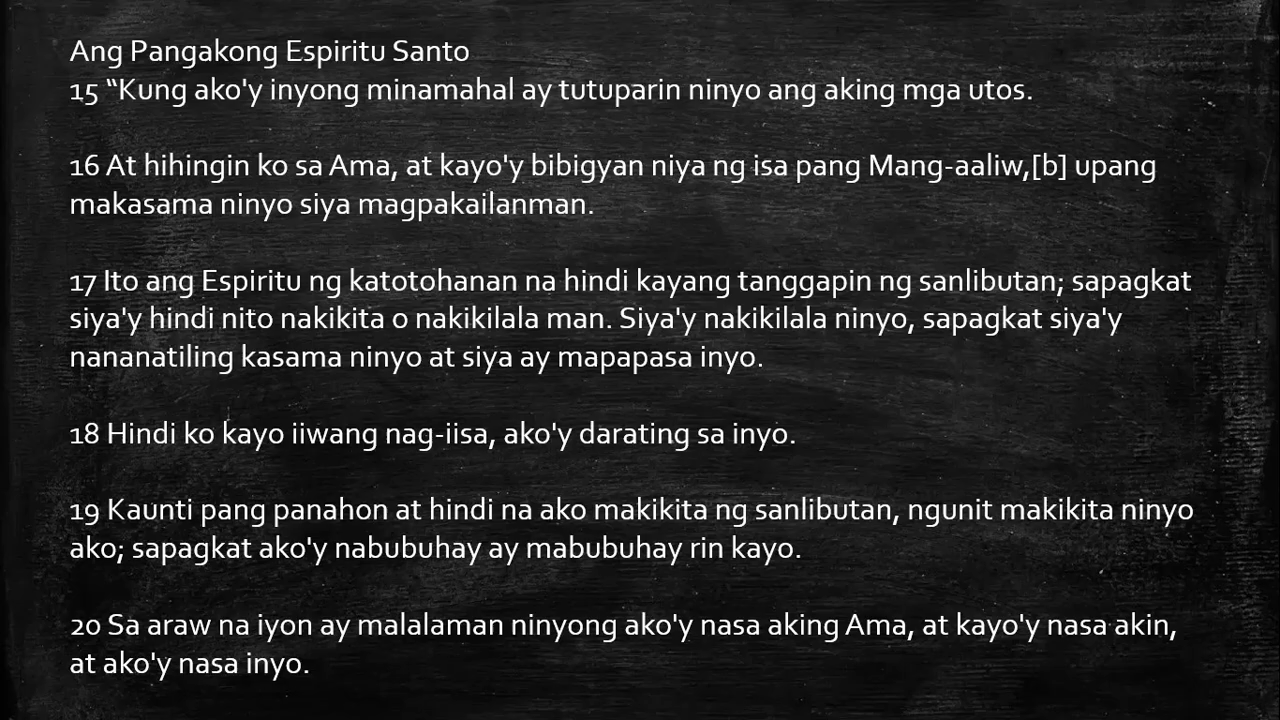 Ang Pangakong Espiritu Santo
15 “Kung ako'y inyong minamahal ay tutuparin ninyo ang aking mga utos.
16 At hihingin ko sa Ama, at kayo'y bibigyan niya ng isa pang Mang-aaliw,[b] upang
makasama ninyo siya magpakailanman.
17 Ito ang Espiritu ng katotohanan na hindi kayang tanggapin ng sanlibutan; sapagkat
siya'y hindi nito nakikita o nakikilala man. Siya'y nakikilala ninyo, sapagkat siya'y
nananatiling kasama ninyo at siya ay mapapasa inyo.
18 Hindi ko kayo iiwang nag-iisa, ako'y darating sa inyo.
19 Kaunti pang panahon at hindi na ako makikita ng sanlibutan, ngunit makikita ninyo
ako; sapagkat ako'y nabubuhay ay mabubuhay rin kayo.
20 Sa araw na iyon ay malalaman ninyong ako'y nasa aking Ama, at kayo'y nasa akin,
at ako'y nasa inyo.